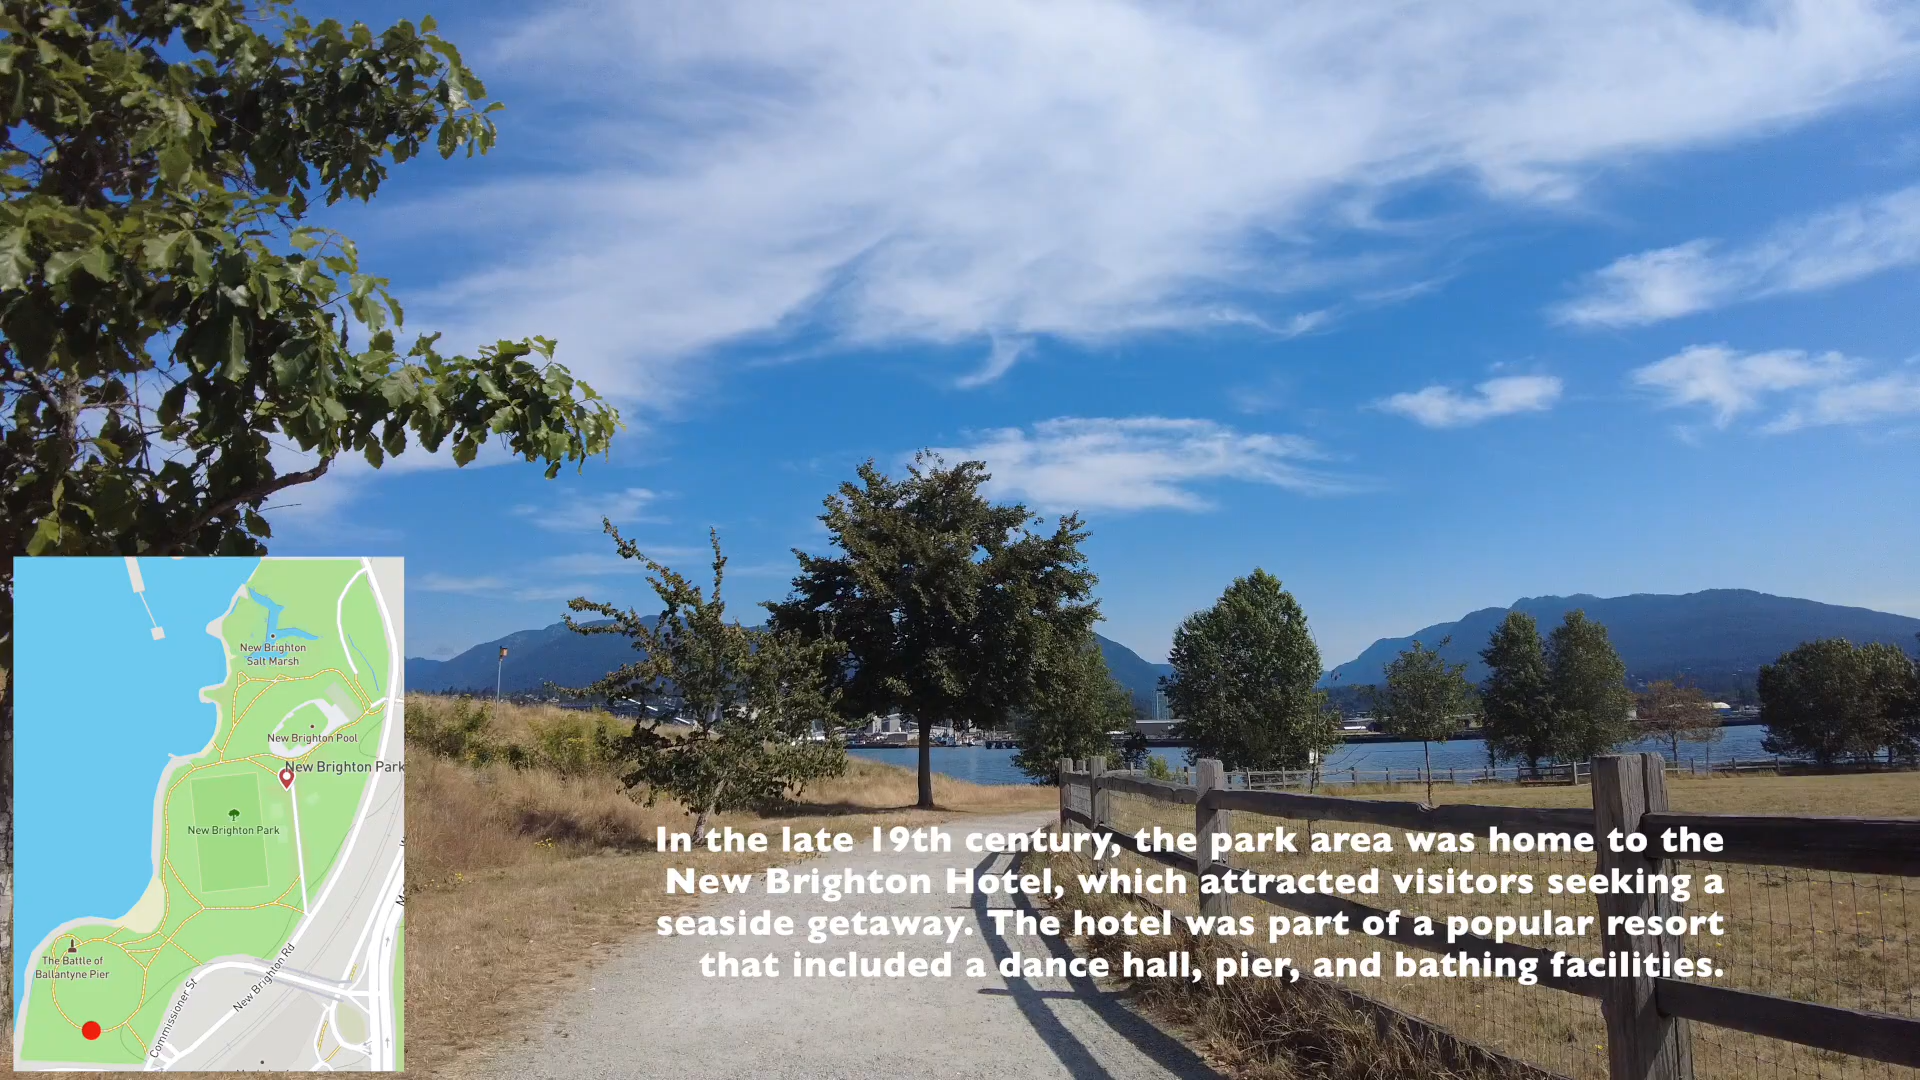 New Brighton
Salt Marsh
New Brighton Pool
New Brighton Park
New Brighton Park
The Battle of
Ballantyne Pier
New Brighton Rd
Commissioner St
In the late 19th century, the park area was home to the
New Brighton Hotel, which attracted visitors seeking a
seaside getaway. The hotel was part of a popular resort
that included a dance hall, pier, and bathing facilities.